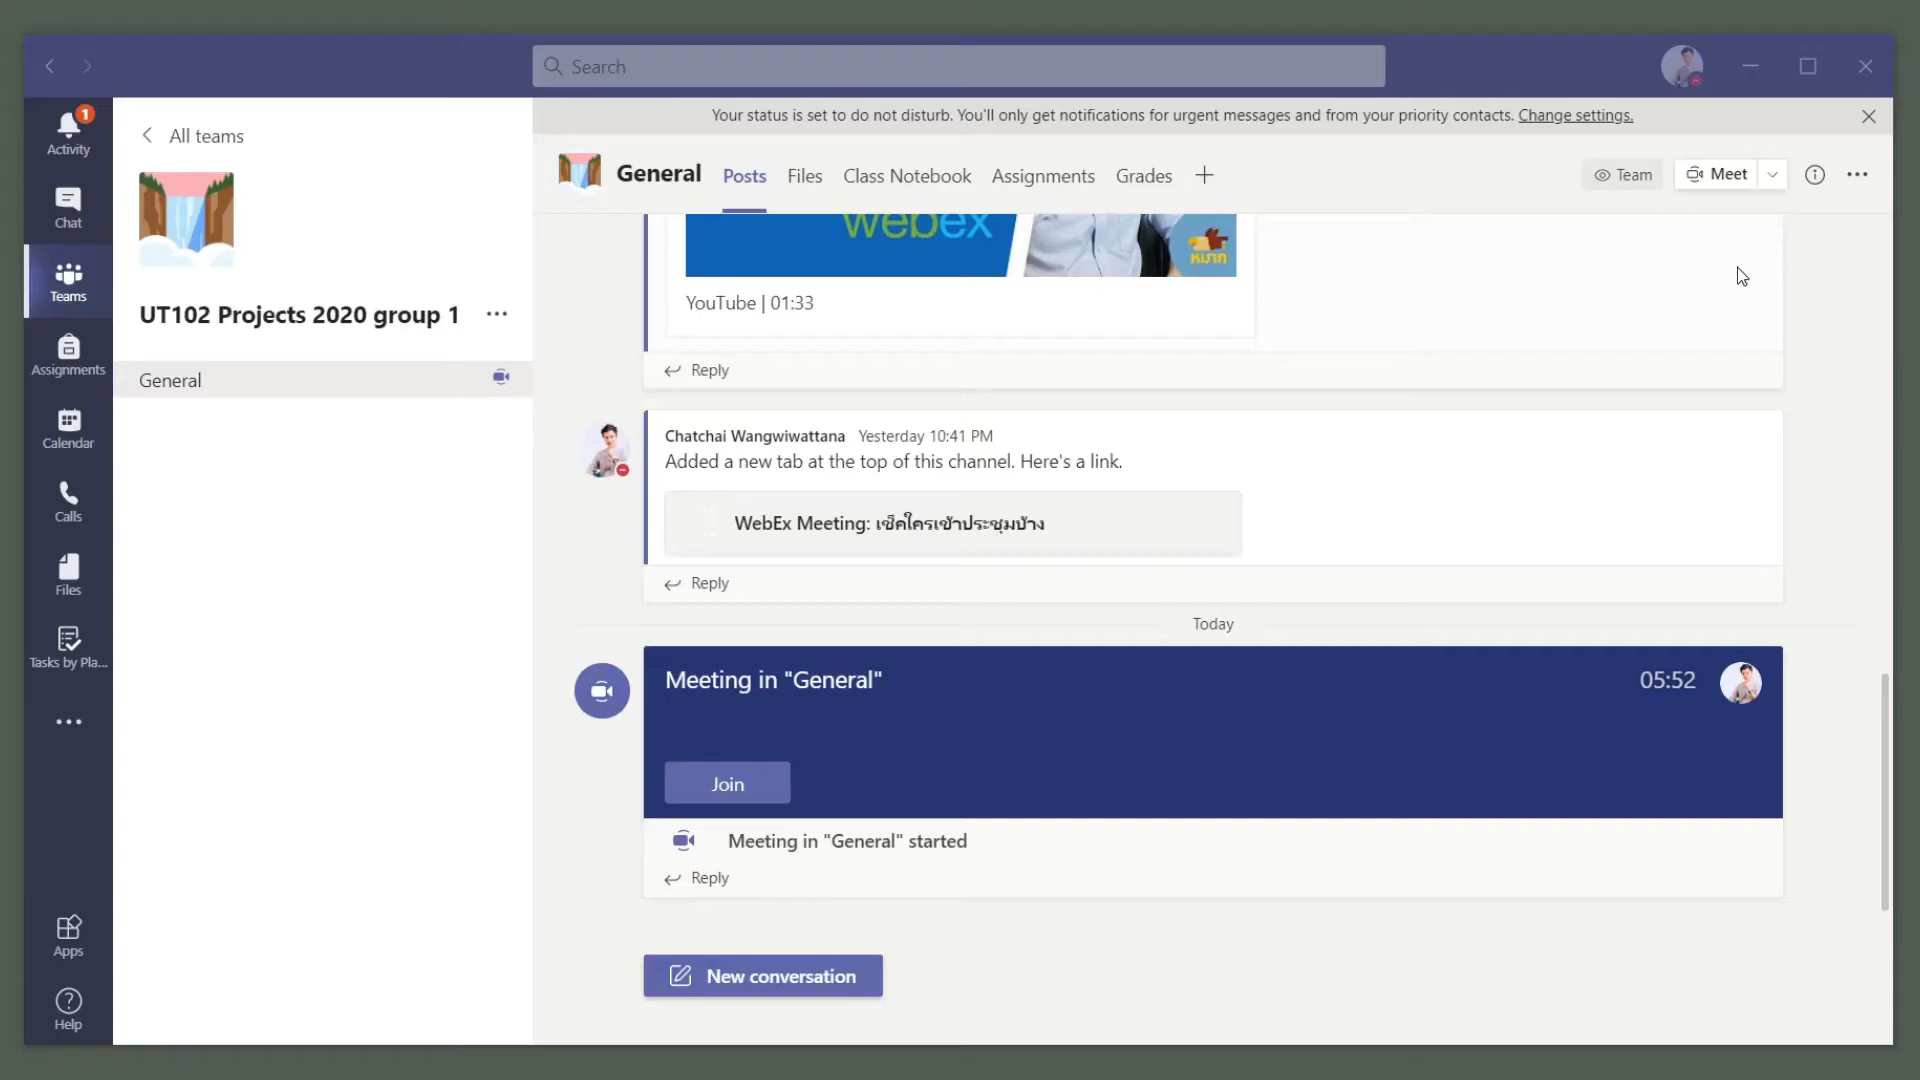 Search
1
Activity
Chat
Teams
Assignments
Calendar
Calls
Files
Tasks by Pla...
Apps
Help
All teams
UT102 Projects 2020 group 1
General
Your status is set to do not disturb. You'll only get notifications for urgent messages and from your priority contacts. Change settings.
General
Posts
Files
Class Notebook
Assignments
Grades
Team
Meet
webex
หมาก
YouTube | 01:33
Reply
Chatchai Wangwiwattana Yesterday 10:41 PM
Added a new tab at the top of this channel. Here's a link.
WebEx Meeting: เช็คใครเข้าประชุมบ้าง
Reply
Today
Meeting in "General"
05:52
Join
Meeting in "General" started
Reply
New conversation